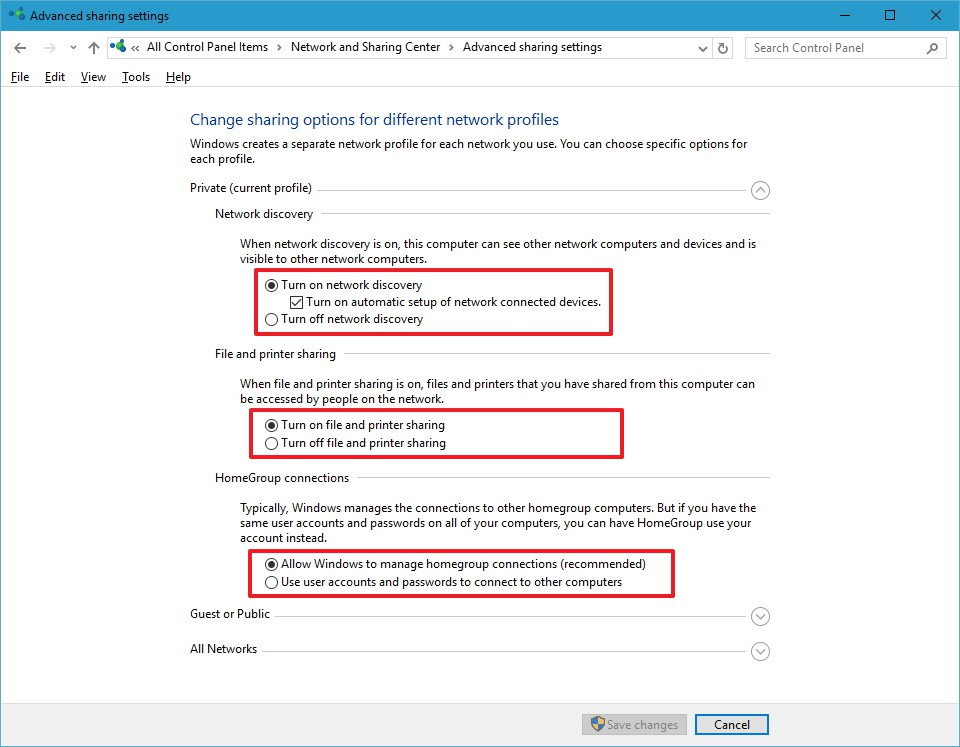 Advanced sharing settings
« All Control Panel Items > Network and Sharing Center > Advanced sharing settings
Search Control Panel
File Edit View Tools Help
Change sharing options for different network profiles
Windows creates a separate network profile for each network you use. You can choose specific options for
each profile.
Private (current profile)
Network discovery
When network discovery is on, this computer can see other network computers and devices and is
visible to other network computers.
Turn on network discovery
Turn on automatic setup of network connected devices.
Turn off network discovery
File and printer sharing
When file and printer sharing is on, files and printers that you have shared from this computer can
be accessed by people on the network.
Turn on file and printer sharing
Turn off file and printer sharing
HomeGroup connections
Typically, Windows manages the connections to other homegroup computers. But if you have the
same user accounts and passwords on all of your computers, you can have HomeGroup use your
account instead.
Allow Windows to manage homegroup connections (recommended)
Use user accounts and passwords to connect to other computers
Guest or Public
All Networks
Save changes
Cancel